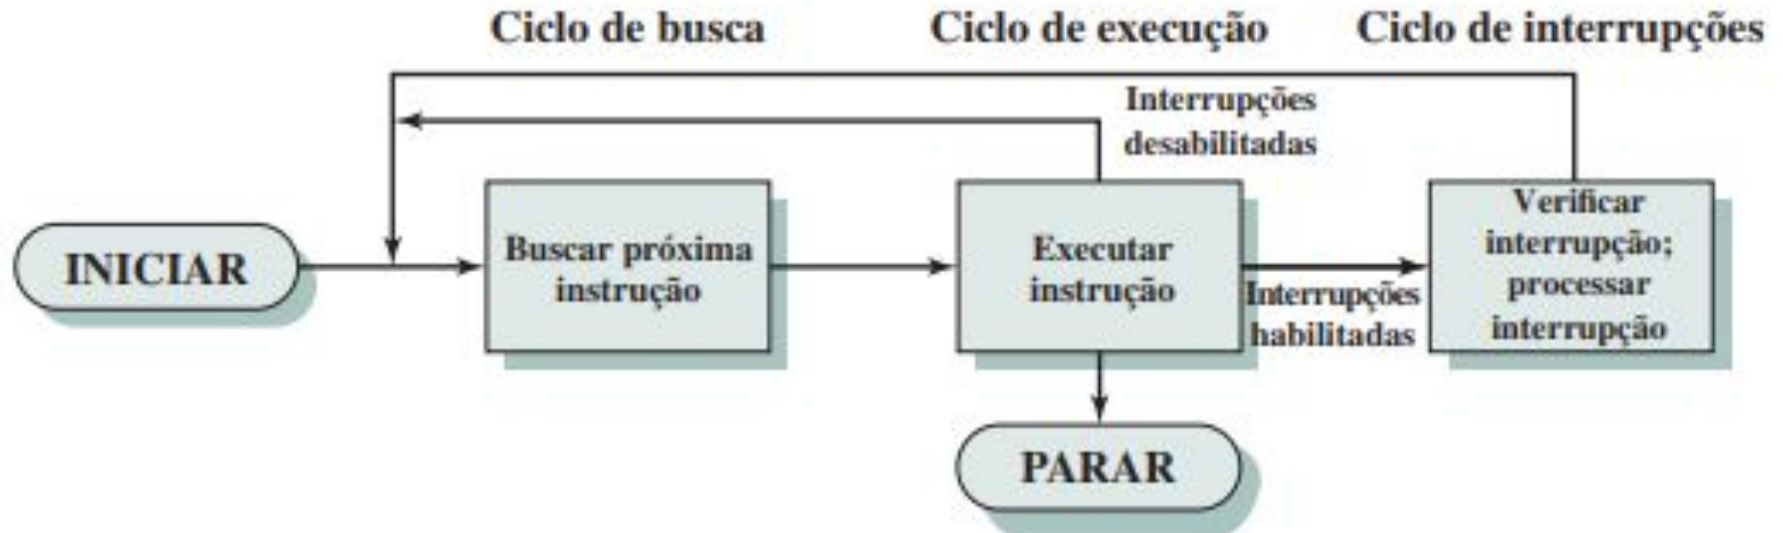 Ciclo de busca
Ciclo de execução
Ciclo de interrupções
Interrupções
desabilitadas
INICIAR
Buscar próxima
instrução
Executar
instrução
Interrupções
habilitadas
Verificar
interrupção;
processar
interrupção
PARAR